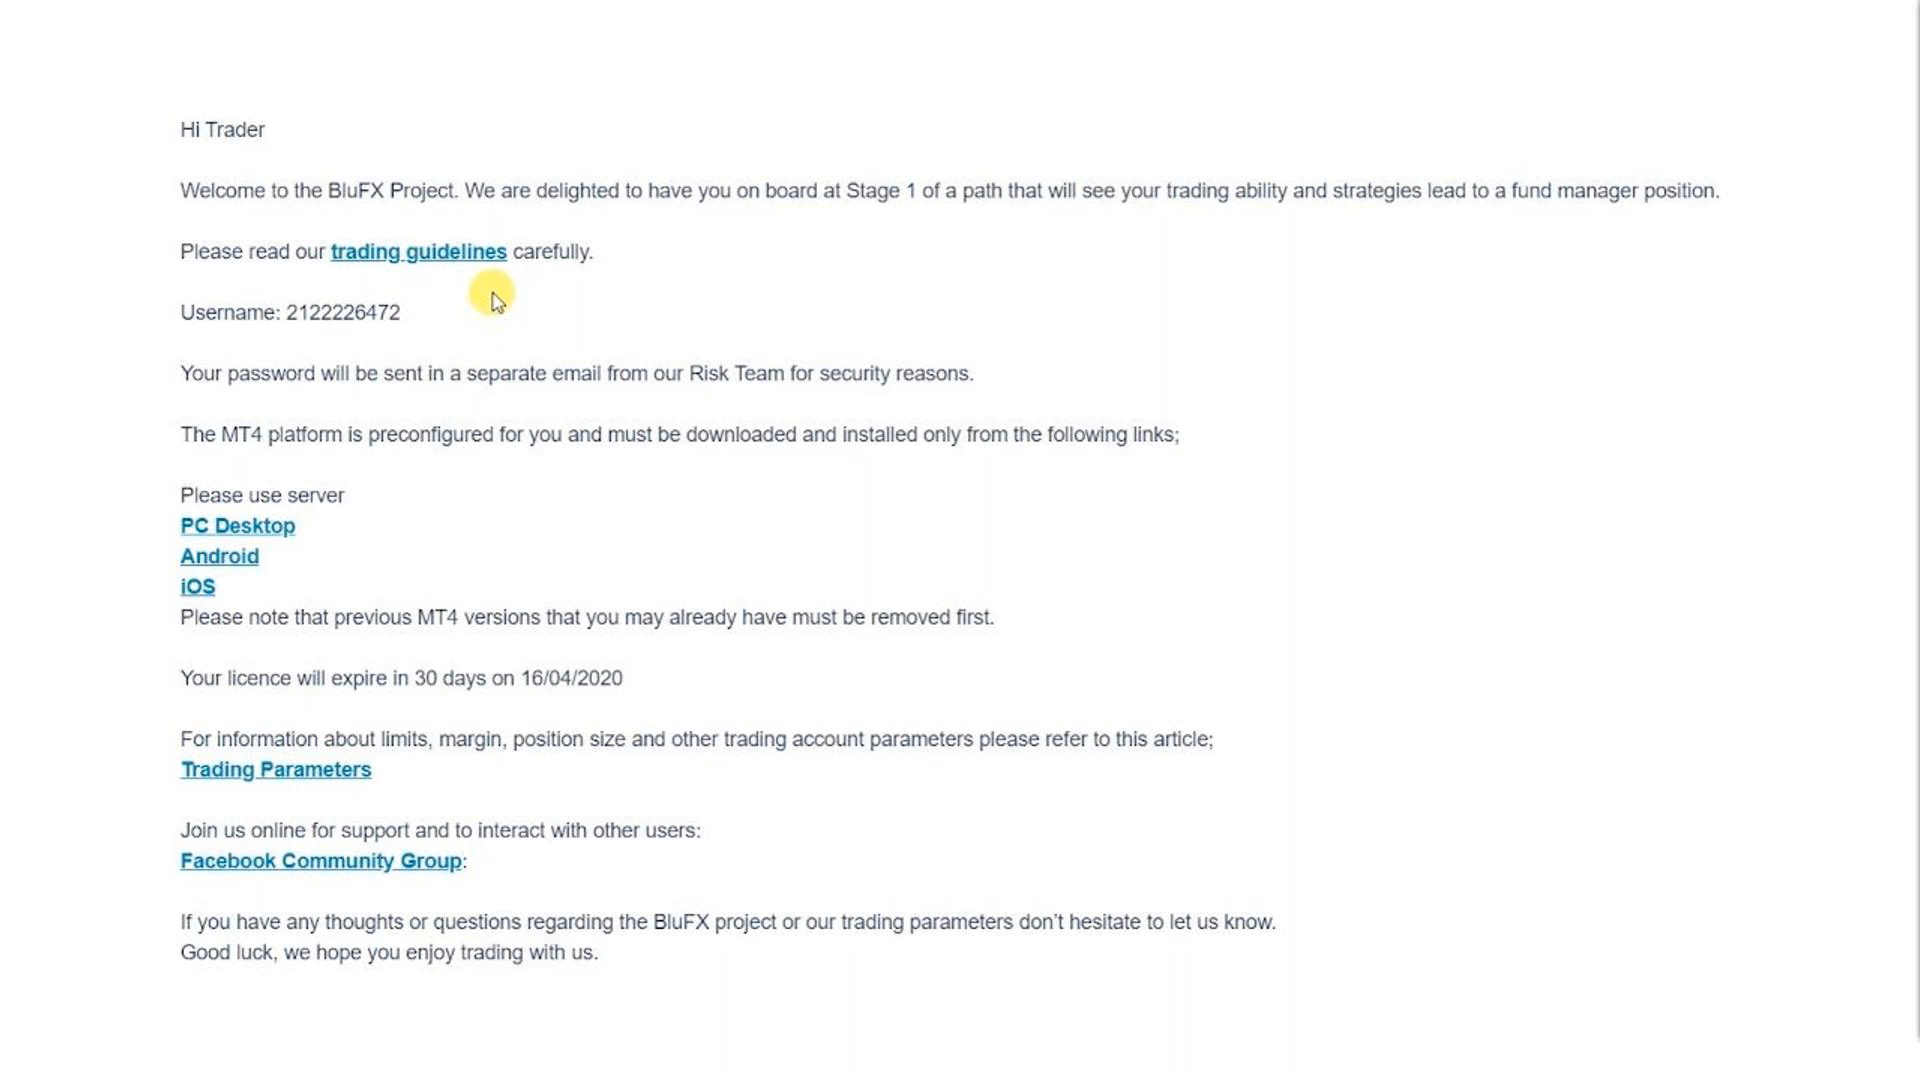 Hi Trader
Welcome to the BluFX Project. We are delighted to have you on board at Stage 1 of a path that will see your trading ability and strategies lead to a fund manager position.
Please read our trading guidelines carefully.
Username: 2122226472
Your password will be sent in a separate email from our Risk Team for security reasons.
The MT4 platform is preconfigured for you and must be downloaded and installed only from the following links;
Please use server
PC Desktop
Android
iOS
Please note that previous MT4 versions that you may already have must be removed first.
Your licence will expire in 30 days on 16/04/2020
For information about limits, margin, position size and other trading account parameters please refer to this article;
Trading Parameters
Join us online for support and to interact with other users:
Facebook Community Group:
If you have any thoughts or questions regarding the BluFX project or our trading parameters don't hesitate to let us know.
Good luck, we hope you enjoy trading with us.